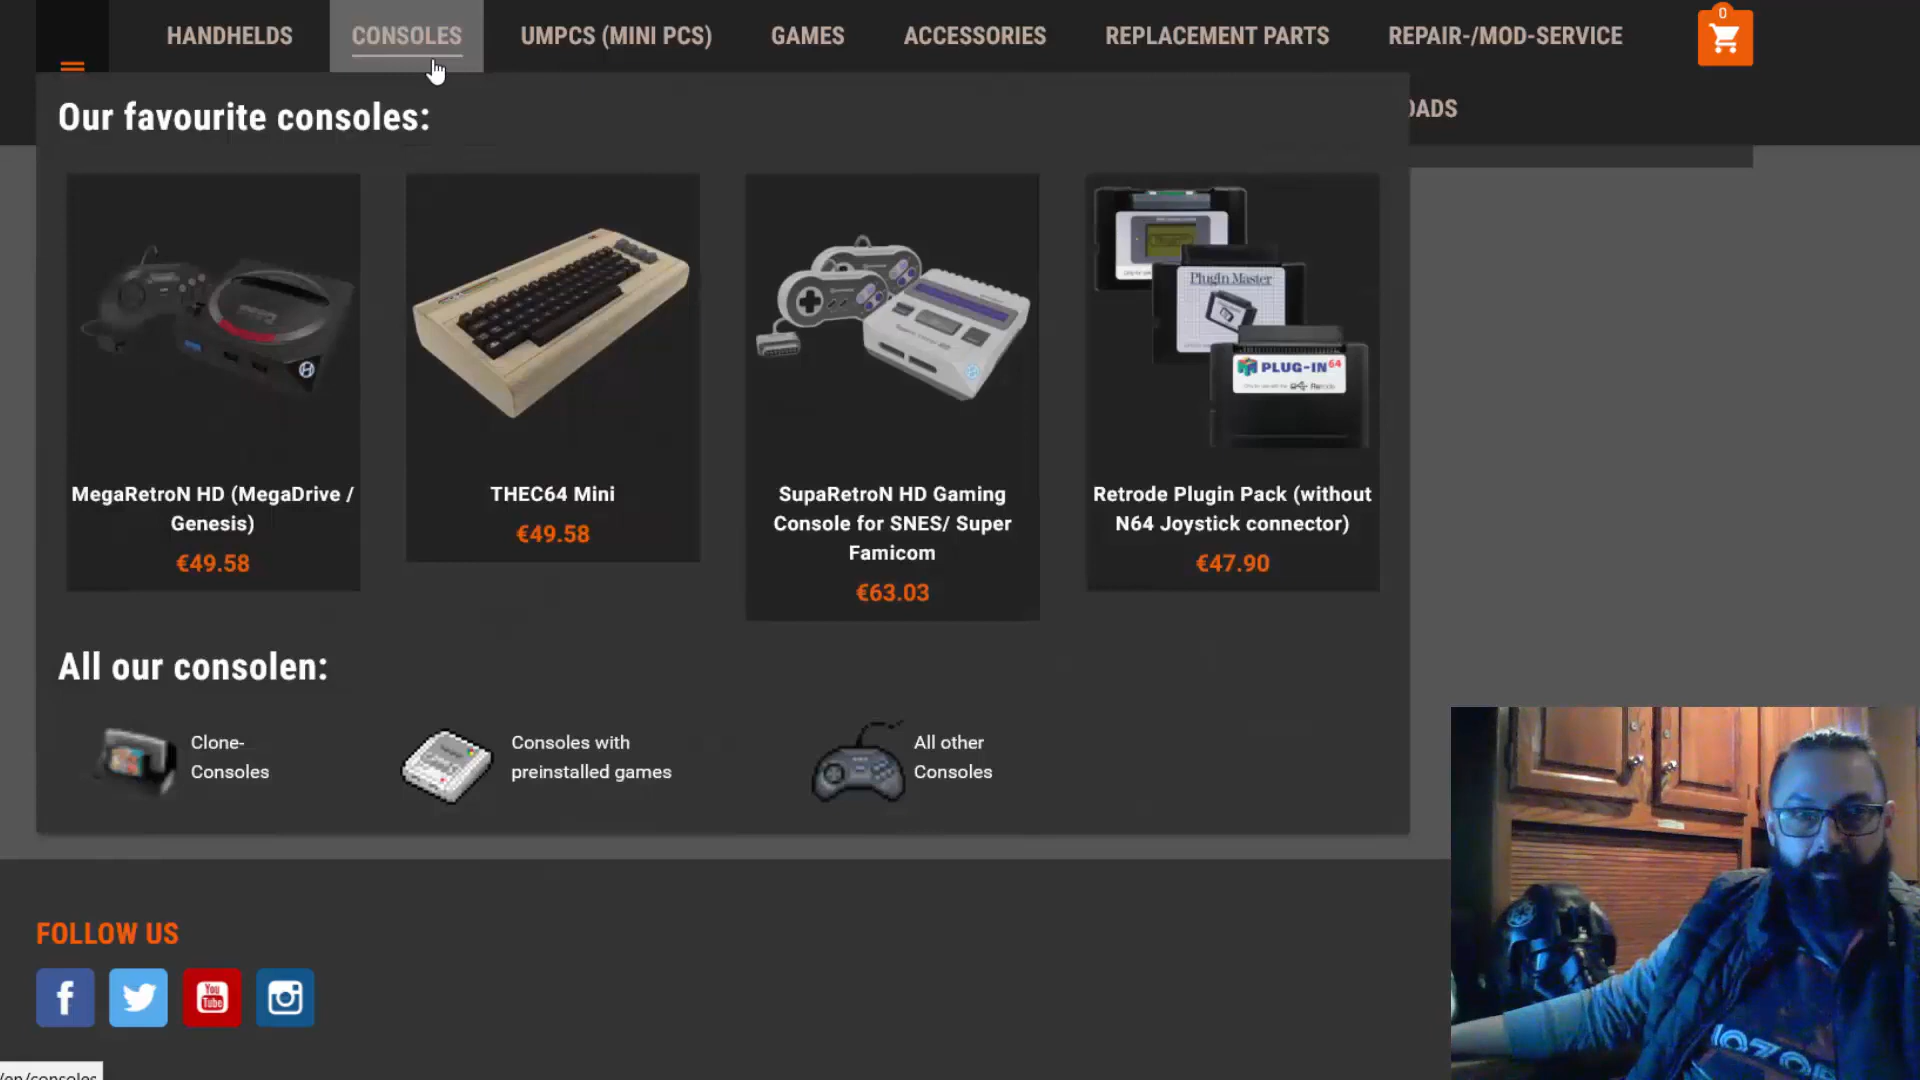 HANDHELDS
CONSOLES
UMPCS (MINI PCS)
GAMES
ACCESSORIES
REPLACEMENT PARTS
REPAIR-/MOD-SERVICE
0
OADS
Our favourite consoles:
PlugIn Master
PLUG-IN64
MegaRetroN HD (MegaDrive /
Genesis)
€49.58
THEC64 Mini
€49.58
SupaRetroN HD Gaming
Console for SNES/ Super
Famicom
€63.03
Retrode Plugin Pack (without
N64 Joystick connector)
€47.90
All our consolen:
Clone-
Consoles
Consoles with
preinstalled games
All other
Consoles
FOLLOW US
You
Tube
/en/consoles